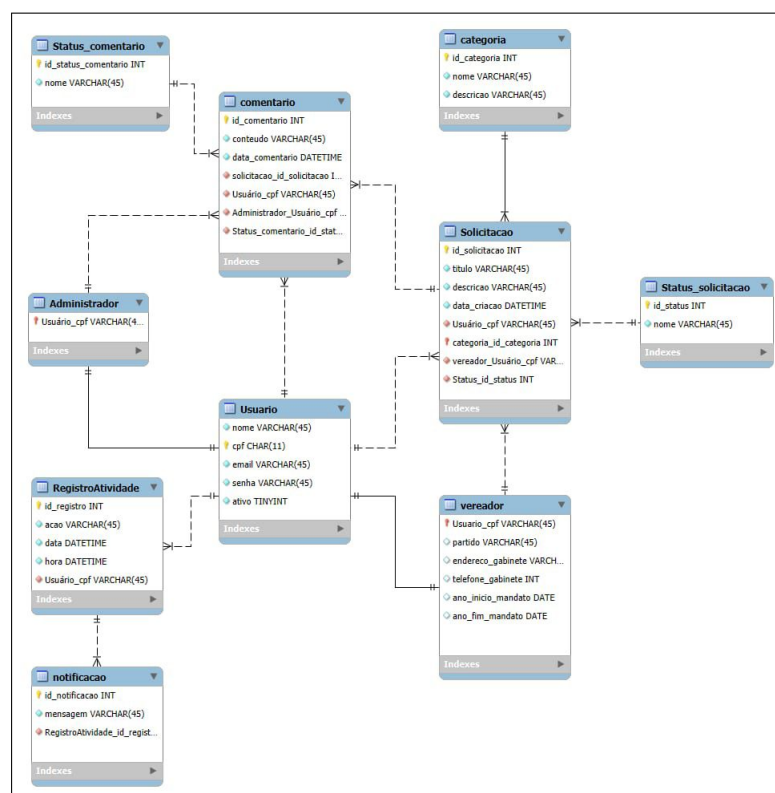 Status_comentario
id_status_comentario INT
nome VARCHAR(45)
Indexes
categoria
id_categoria INT
nome VARCHAR(45)
descricao VARCHAR(45)
Indexes
comentario
id_comentario INT
conteudo VARCHAR(45)
data_comentario DATETIME
solicitacao_id_solicitacao I...
Usuário_cpf VARCHAR(45)
Administrador_Usuário_cpf ...
Status_comentario_id_stat...
Indexes
Solicitacao
id_solicitacao INT
titulo VARCHAR(45)
descricao VARCHAR(45)
data_criacao DATETIME
Usuário_cpf VARCHAR(45)
categoria_id_categoria INT
vereador_Usuário_cpf VAR...
Status_id_status INT
Indexes
Status_solicitacao
id_status INT
nome VARCHAR(45)
Indexes
Administrador
Usuário_cpf VARCHAR(4...
Indexes
Usuario
nome VARCHAR(45)
cpf CHAR(11)
email VARCHAR(45)
senha VARCHAR(45)
ativo TINYINT
Indexes
RegistroAtividade
id_registro INT
acao VARCHAR(45)
data DATETIME
hora DATETIME
Usuário_cpf VARCHAR(45)
Indexes
vereador
Usuario_cpf VARCHAR(45)
partido VARCHAR(45)
endereco_gabinete VARCH...
telefone_gabinete INT
ano_inicio_mandato DATE
ano_fim_mandato DATE
Indexes
notificacao
id_notificacao INT
mensagem VARCHAR(45)
RegistroAtividade_id_regist...
Indexes